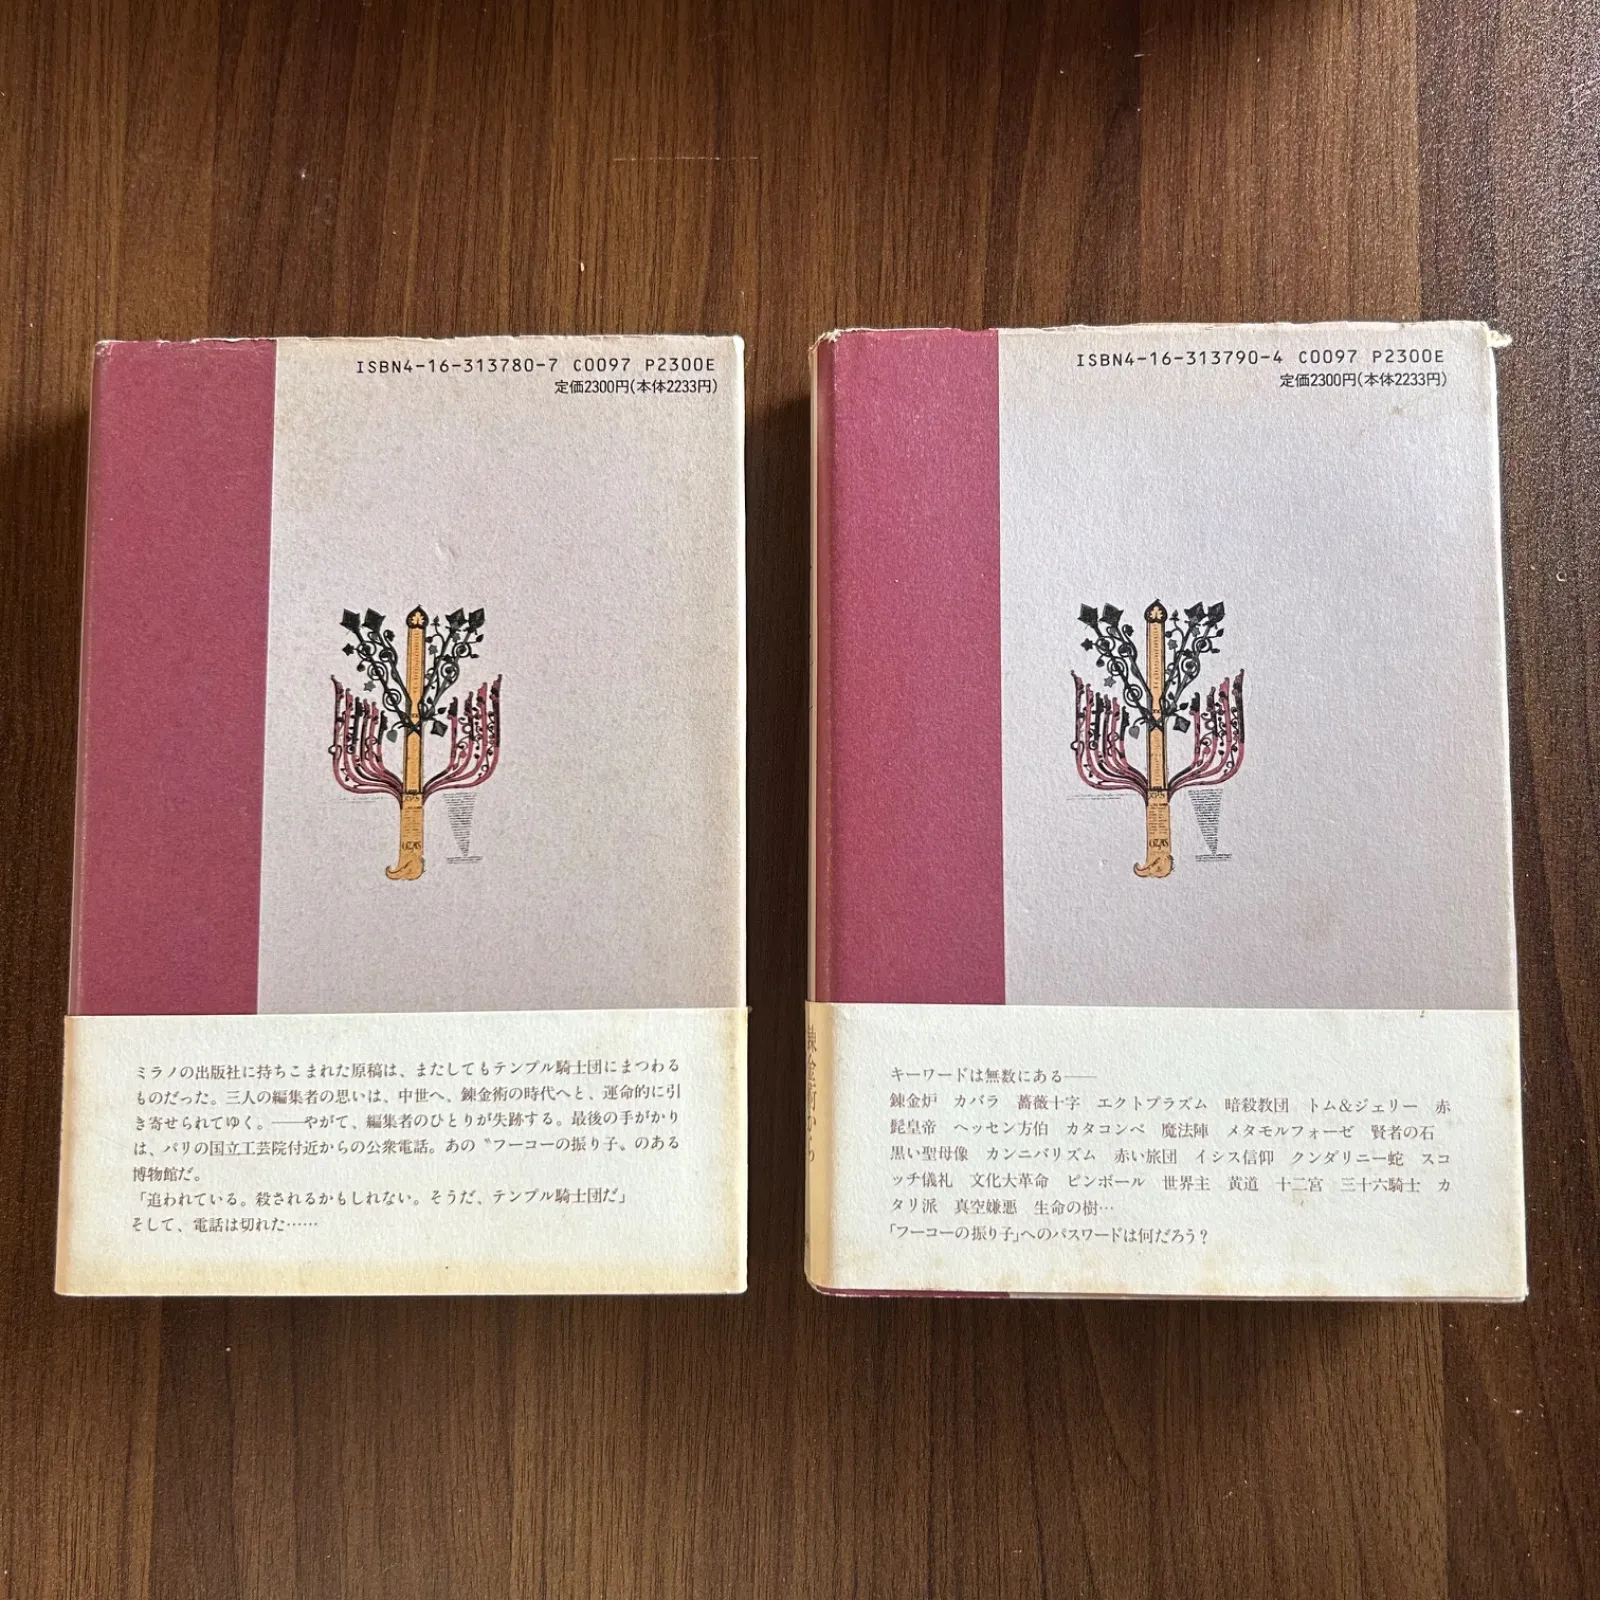 ISBN4-16-313780-7 C0097 P2300E
定価2300円(本体2233円)
ミラノの出版社に持ちこまれた原稿は、またしてもテンプル騎士団にまつわる
ものだった。三人の編集者の思いは、中世へ、錬金術の時代へと、運命的に引
き寄せられてゆく。——やがて、編集者のひとりが失跡する。最後の手がかり
は、パリの国立工芸院付近からの公衆電話。あの〝フーコーの振り子〟のある
博物館だ。
「追われている。殺されるかもしれない。そうだ、テンプル騎士団だ」
そして、電話は切れた……
ISBN4-16-313790-4 C0097 P2300E
定価2300円(本体2233円)
キーワードは無数にある——
錬金炉 カバラ 薔薇十字 エクトプラズム 暗殺教団 トム&ジェリー 赤
髭皇帝 ヘッセン方伯 カタコンベ 魔法陣 メタモルフォーゼ 賢者の石
黒い聖母像 カンニバリズム 赤い旅団 イシス信仰 クンダリニー蛇 スコ
ッチ儀礼 文化大革命 ピンボール 世界主 黄道 十二宮 三十六騎士 カ
タリ派 真空嫌悪 生命の樹…
「フーコーの振り子」へのパスワードは何だろう?
錬金術か